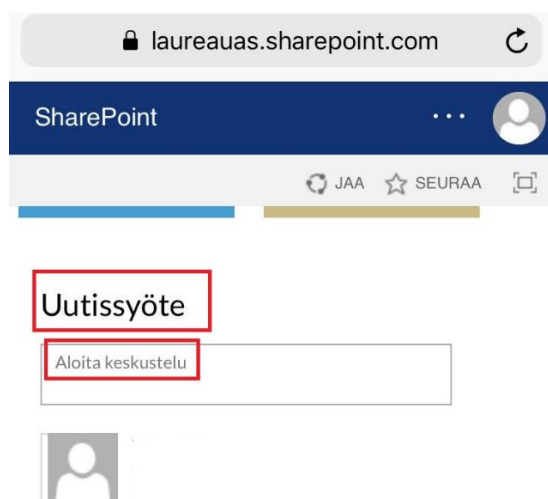 laureauas.sharepoint.com
SharePoint ...
JAA SEURAA
Uutissyöte
Aloita keskustelu